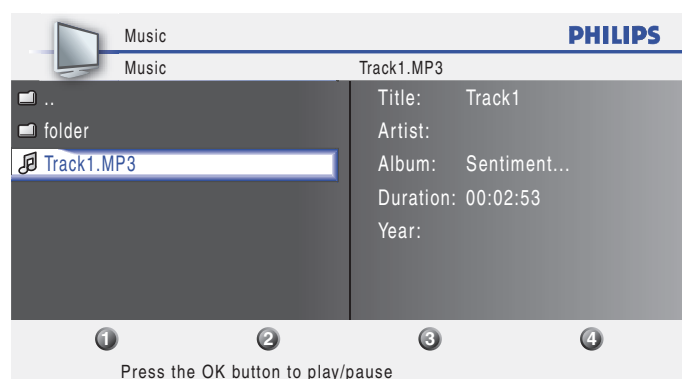 Music
PHILIPS
Music
Track1.MP3
..
folder
Track1.MP3
Title: Track1
Artist:
Album: Sentiment...
Duration: 00:02:53
Year:
1 2 3 4
Press the OK button to play/pause